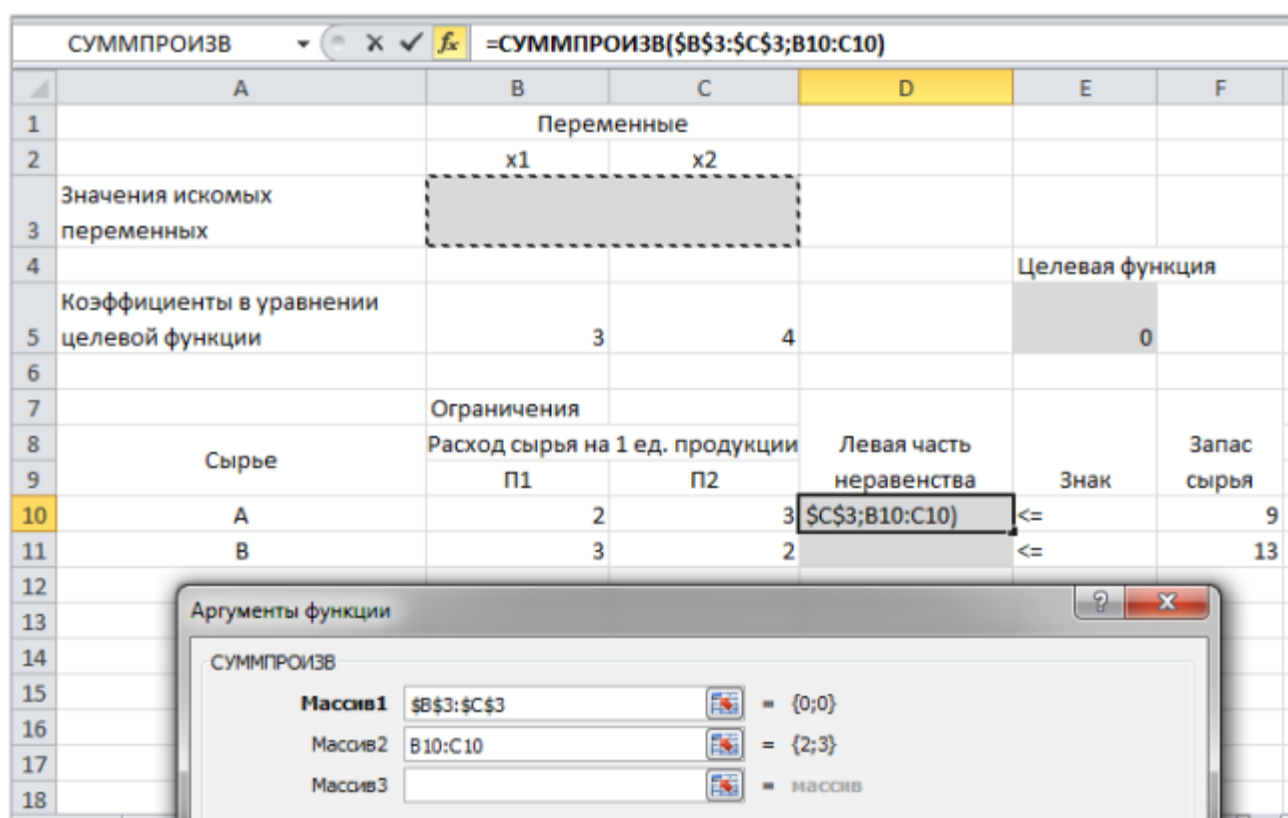 СУММПРОИЗВ fx =СУММПРОИЗВ($B$3:$C$3;B10:C10)
A B C D E F
1 Переменные
2 x1 x2
Значения искомых
3 переменных
4 Целевая функция
Коэффициенты в уравнении
5 целевой функции 3 4 0
6
7 Ограничения
8 Расход сырья на 1 ед. продукции Левая часть Запас
Сырье
9 П1 П2 неравенства Знак сырья
10 A 2 3 $C$3;B10:C10) <= 9
11 B 3 2 <= 13
12
Аргументы функции ?
13
14 СУММПРОИЗВ
15 Массив1 $B$3:$C$3 = {0;0}
16 Массив2 B10:C10 = {2;3}
17 Массив3 = массив
18